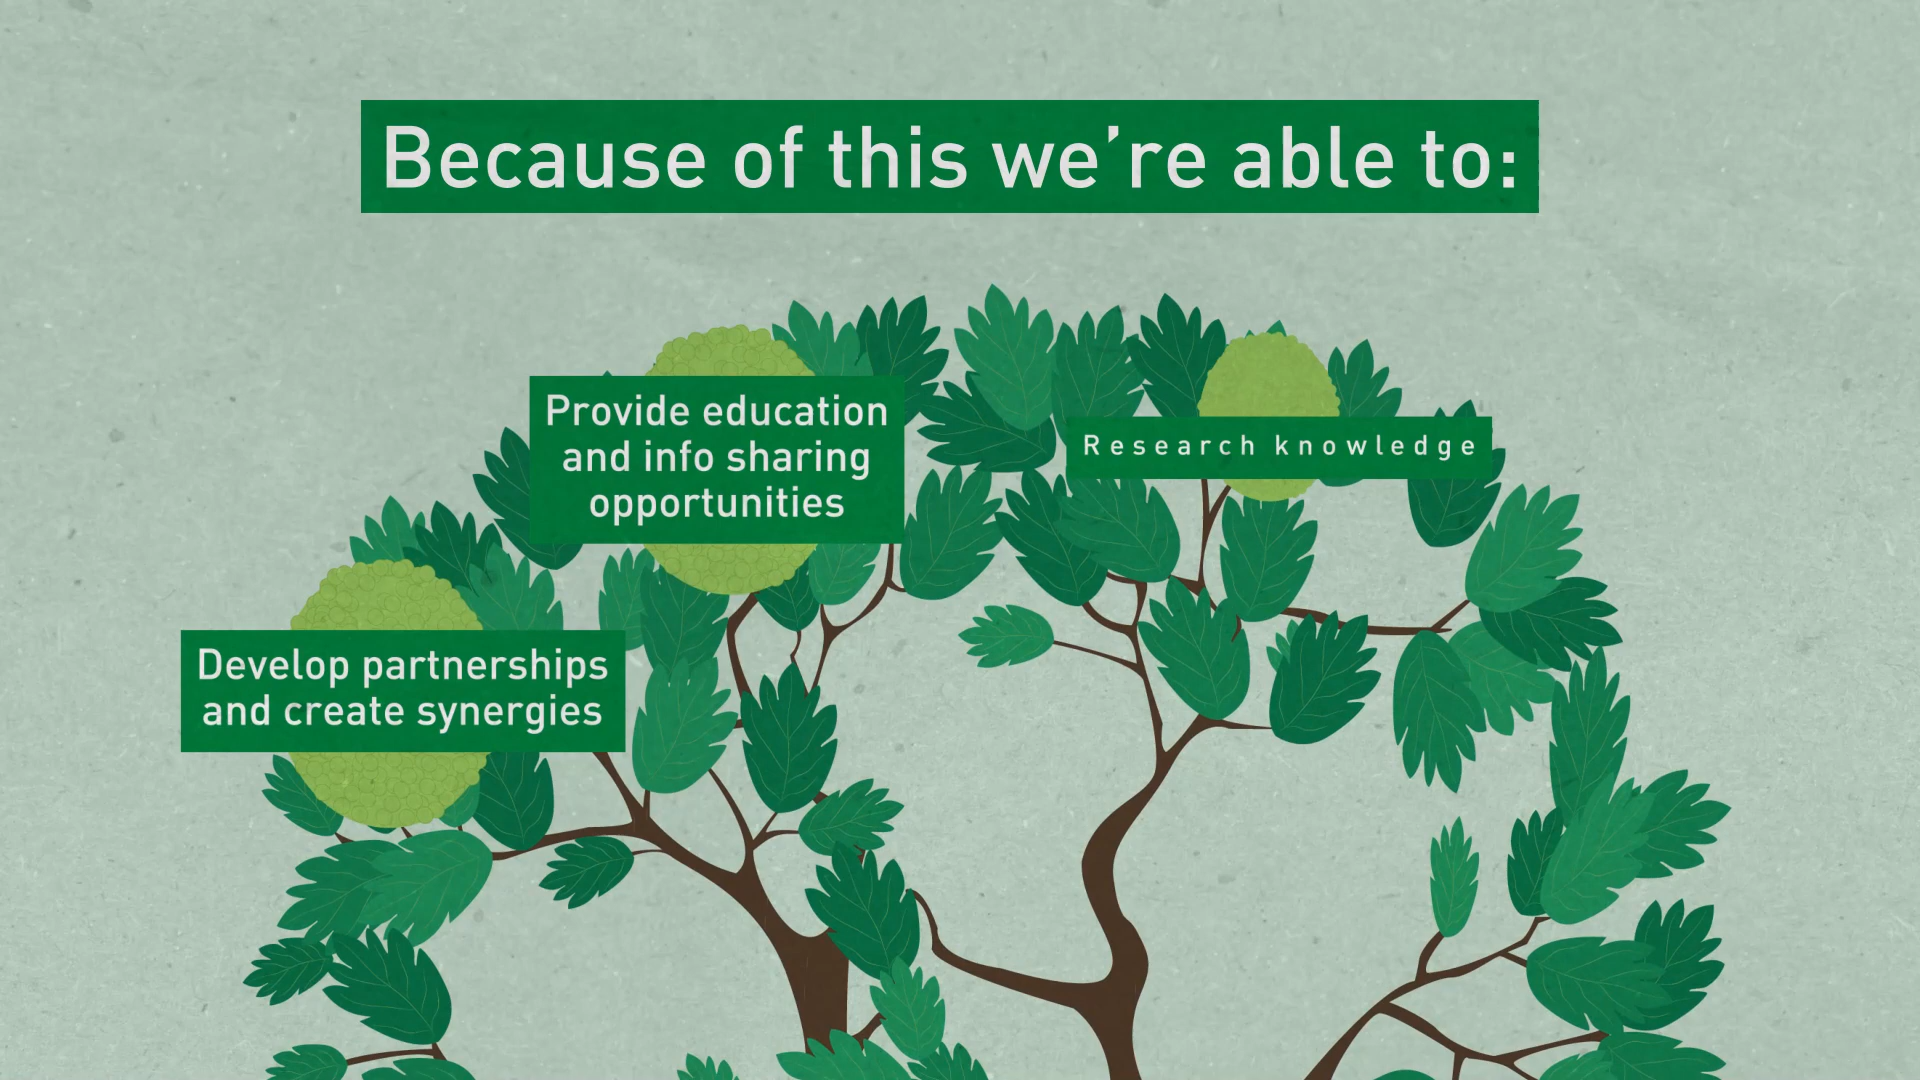 Because of this we’re able to:
Provide education
and info sharing
opportunities
Research knowledge
Develop partnerships
and create synergies